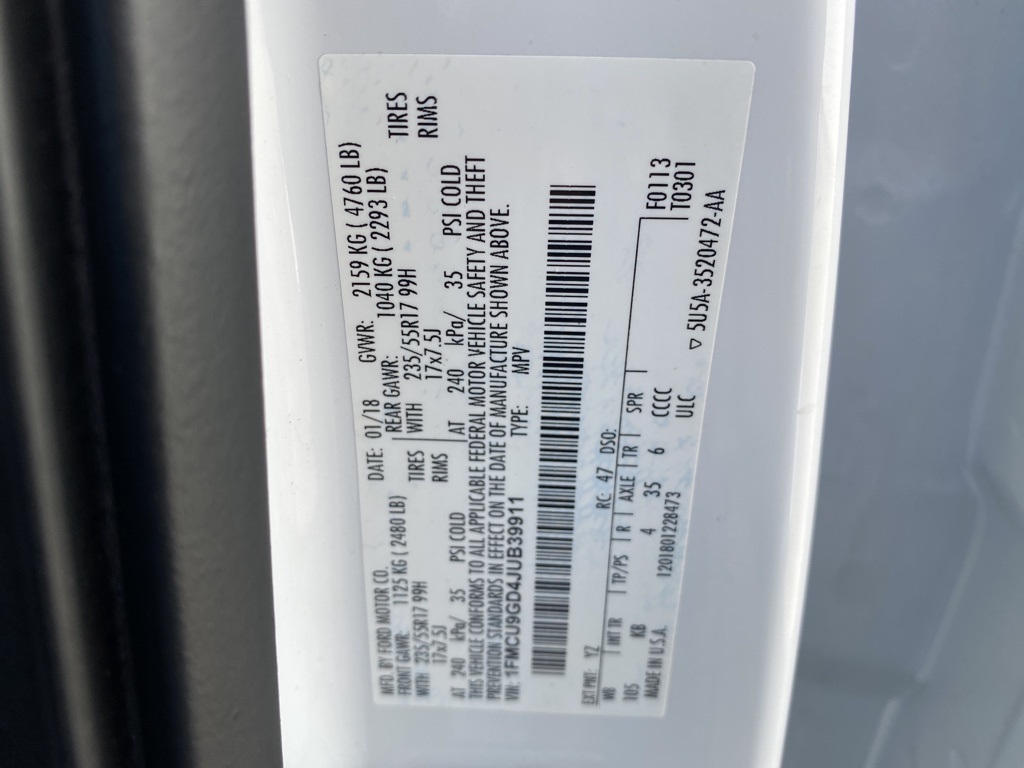 MFD. BY FORD MOTOR CO. DATE: 01/18 GVWR: 2159 KG ( 4760 LB)
FRONT GAWR: 1125 KG ( 2480 LB) REAR GAWR: 1040 KG ( 2293 LB)
WITH 235/55R17 99H TIRES WITH 235/55R17 99H TIRES
17x7.5J RIMS 17x7.5J RIMS
AT 240 kPa/ 35 PSI COLD AT 240 kPa/ 35 PSI COLD
THIS VEHICLE CONFORMS TO ALL APPLICABLE FEDERAL MOTOR VEHICLE SAFETY AND THEFT
PREVENTION STANDARDS IN EFFECT ON THE DATE OF MANUFACTURE SHOWN ABOVE.
VIN: 1FMCU9GD4JUB39911 TYPE: MPV
EXT PNT: YZ RC: 47 DSO: F0113
WB INT TR TP/PS R AXLE TR SPR T0301
105 KB 4 35 6 CCCC
MADE IN U.S.A. 1201801228473 ULC
▽ 5U5A-3520472-AA